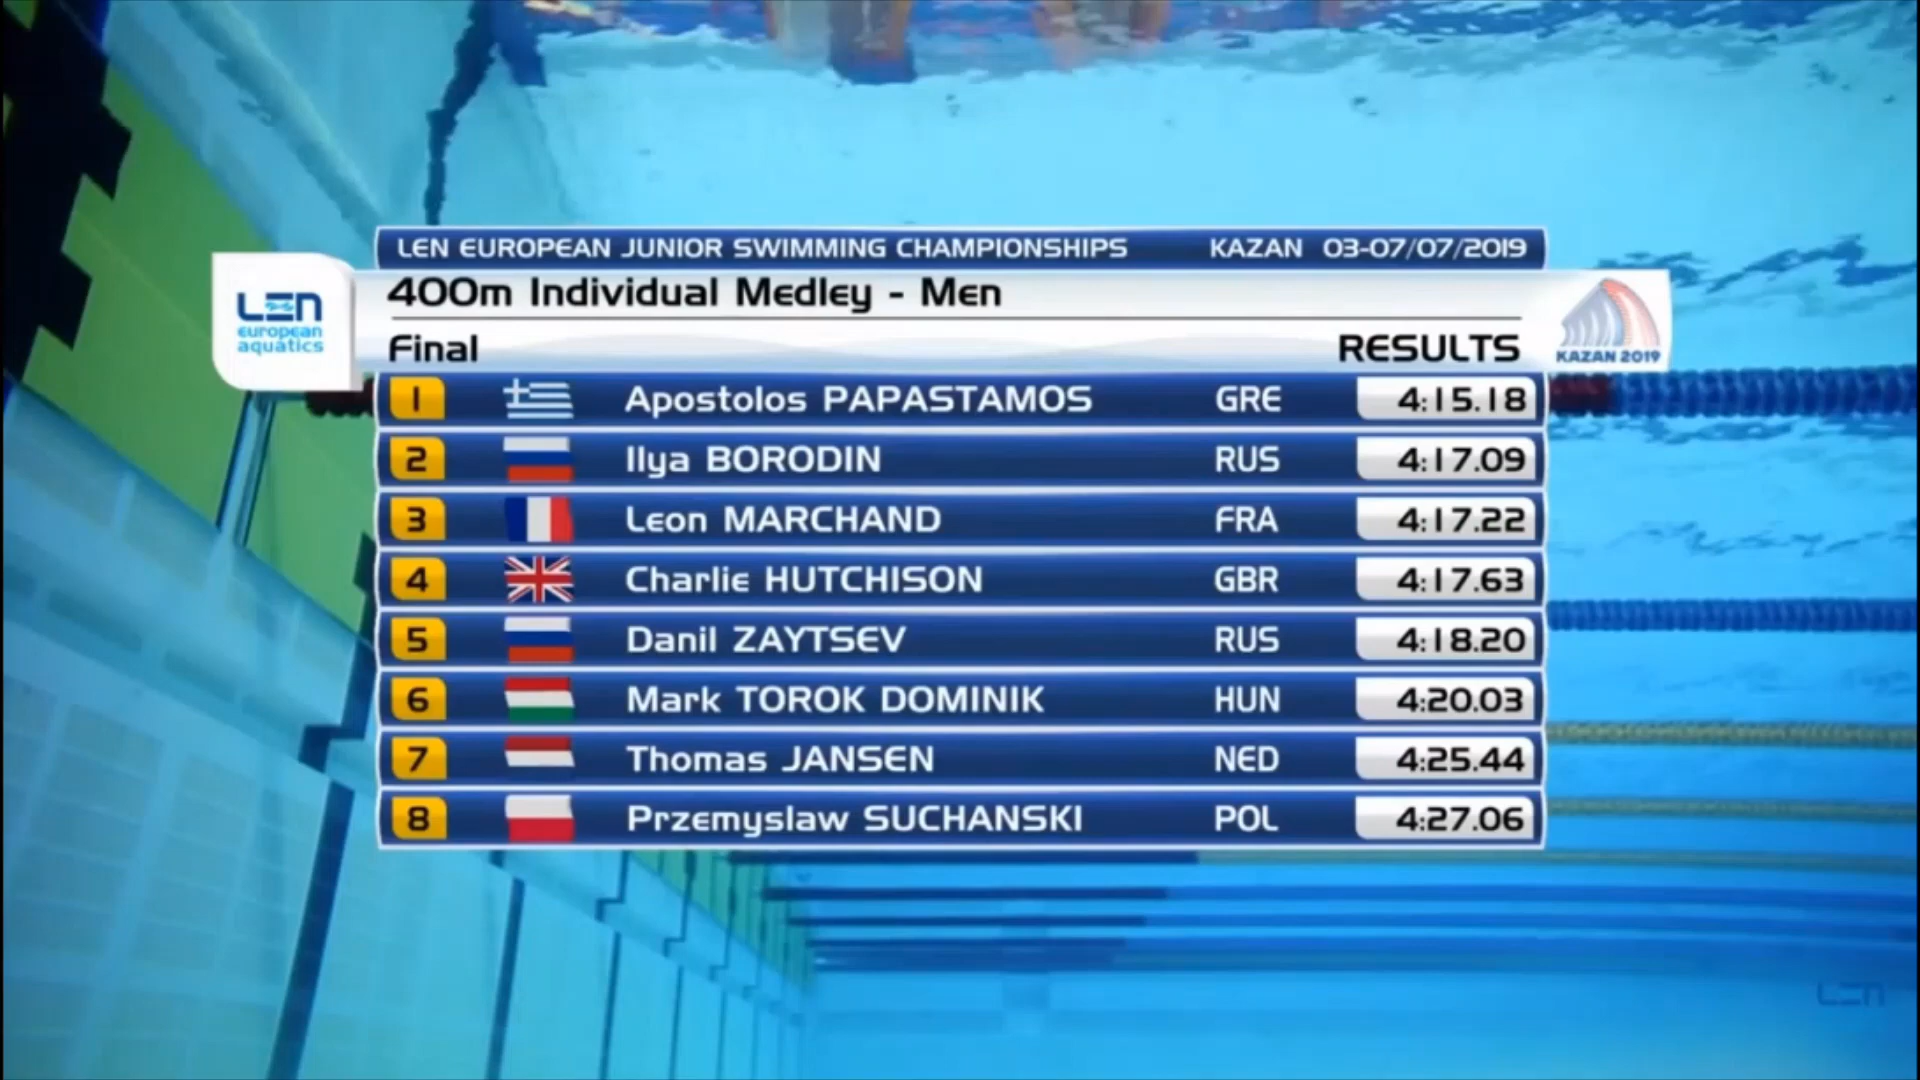 LEN EUROPEAN JUNIOR SWIMMING CHAMPIONSHIPS KAZAN 03-07/07/2019
LEN
european
aquatics
400m Individual Medley - Men
Final RESULTS
KAZAN 2019
1 Apostolos PAPASTAMOS GRE 4:15.18
2 Ilya BORODIN RUS 4:17.09
3 Leon MARCHAND FRA 4:17.22
4 Charlie HUTCHISON GBR 4:17.63
5 Danil ZAYTSEV RUS 4:18.20
6 Mark TOROK DOMINIK HUN 4:20.03
7 Thomas JANSEN NED 4:25.44
8 Przemyslaw SUCHANSKI POL 4:27.06
LEN